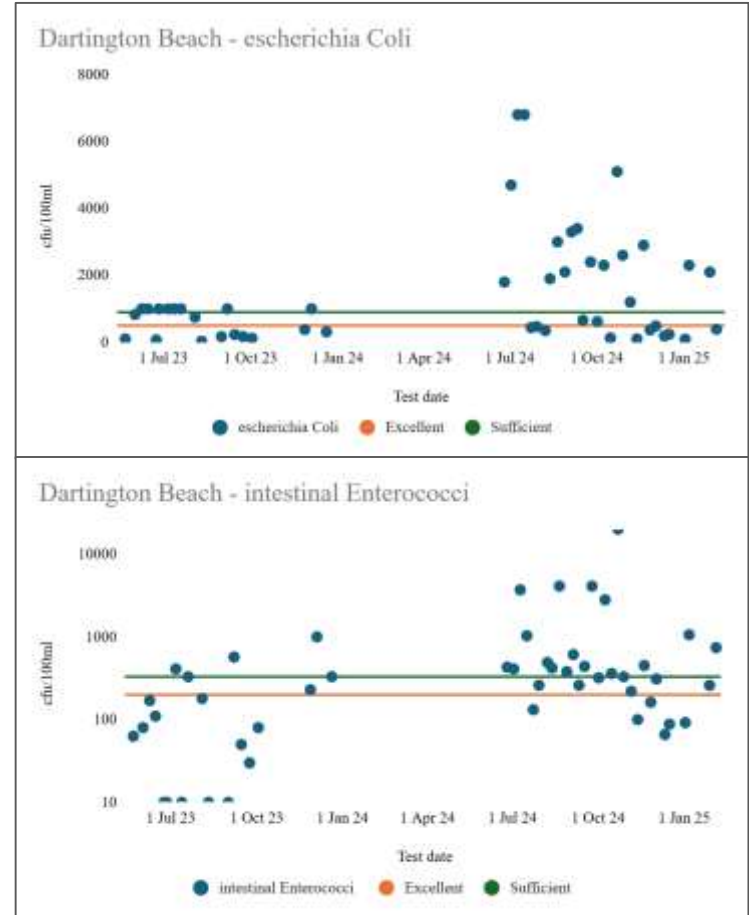 Dartington Beach - escherichia Coli
8000
6000
4000
2000
0
cfu/100ml
1 Jul 23 1 Oct 23 1 Jan 24 1 Apr 24 1 Jul 24 1 Oct 24 1 Jan 25
Test date
escherichia Coli Excellent Sufficient
Dartington Beach - intestinal Enterococci
10000
1000
100
10
cfu/100ml
1 Jul 23 1 Oct 23 1 Jan 24 1 Apr 24 1 Jul 24 1 Oct 24 1 Jan 25
Test date
intestinal Enterococci Excellent Sufficient